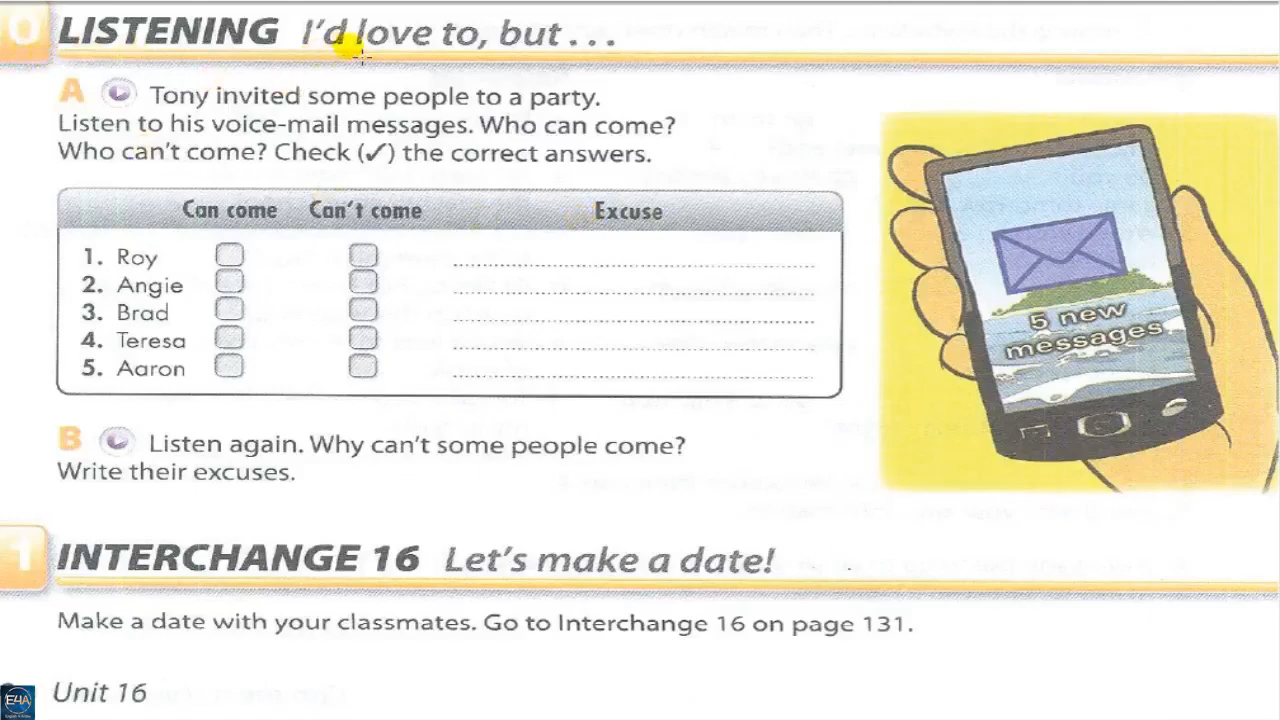 0 LISTENING I'd love to, but . . .
A Tony invited some people to a party.
Listen to his voice-mail messages. Who can come?
Who can't come? Check (✓) the correct answers.
Can come Can't come Excuse
1. Roy
2. Angie
3. Brad
4. Teresa
5. Aaron
5 new
messages
B Listen again. Why can't some people come?
Write their excuses.
1 INTERCHANGE 16 Let's make a date!
Make a date with your classmates. Go to Interchange 16 on page 131.
Unit 16
E4A